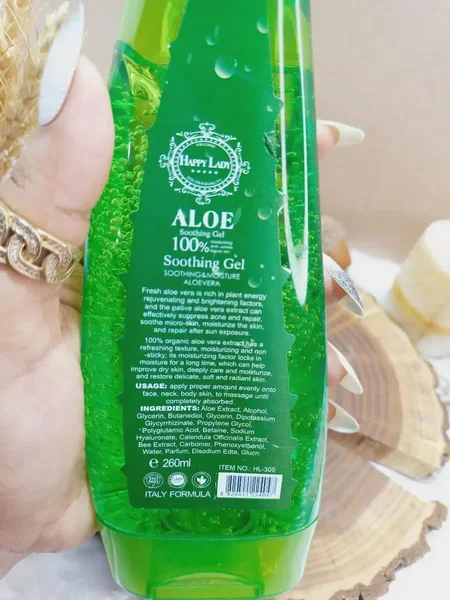 ORIGINAL
HAPPY LADY
ALOE
Soothing Gel
100%
Soothing Gel
SOOTHING&MOISTURE
ALOEVERA
Fresh aloe vera is rich in plant energy
rejuvenating and brightening factors,
and the pative aloe vera extract can
effectively suppress acne and repair,
soothe micro-skin, moisturize the skin,
and repair after sun exposure.
100% organic aloe vera extract has a
refreshing texture, moisturizing and non
-sticky; its moisturizing factor locks in
moisture for a long time, which can help
improve dry skin, deeply care and moisturize,
and restore delicate, soft and radiant skin.
USAGE: apply proper amount evenly onto
face, neck, body skin, to massage unitl
completely absorbed
INGREDIENTS: Aloe Extract, Alcohol,
Glycerin, Butanediol, Glycerin, Dipotassium
Glycyrrhizinate, Propylene Glycol,
Polyglutamic Acid, Betaine, Sodium
Hyaluronate, Calendula Officinalis Extract,
Bee Extract, Carbomer, Phenoxyethanol,
Water, Parfum, Disodium Edta, Glucn.
e 260ml
ITEM NO.: HL-305
ITALY FORMULA